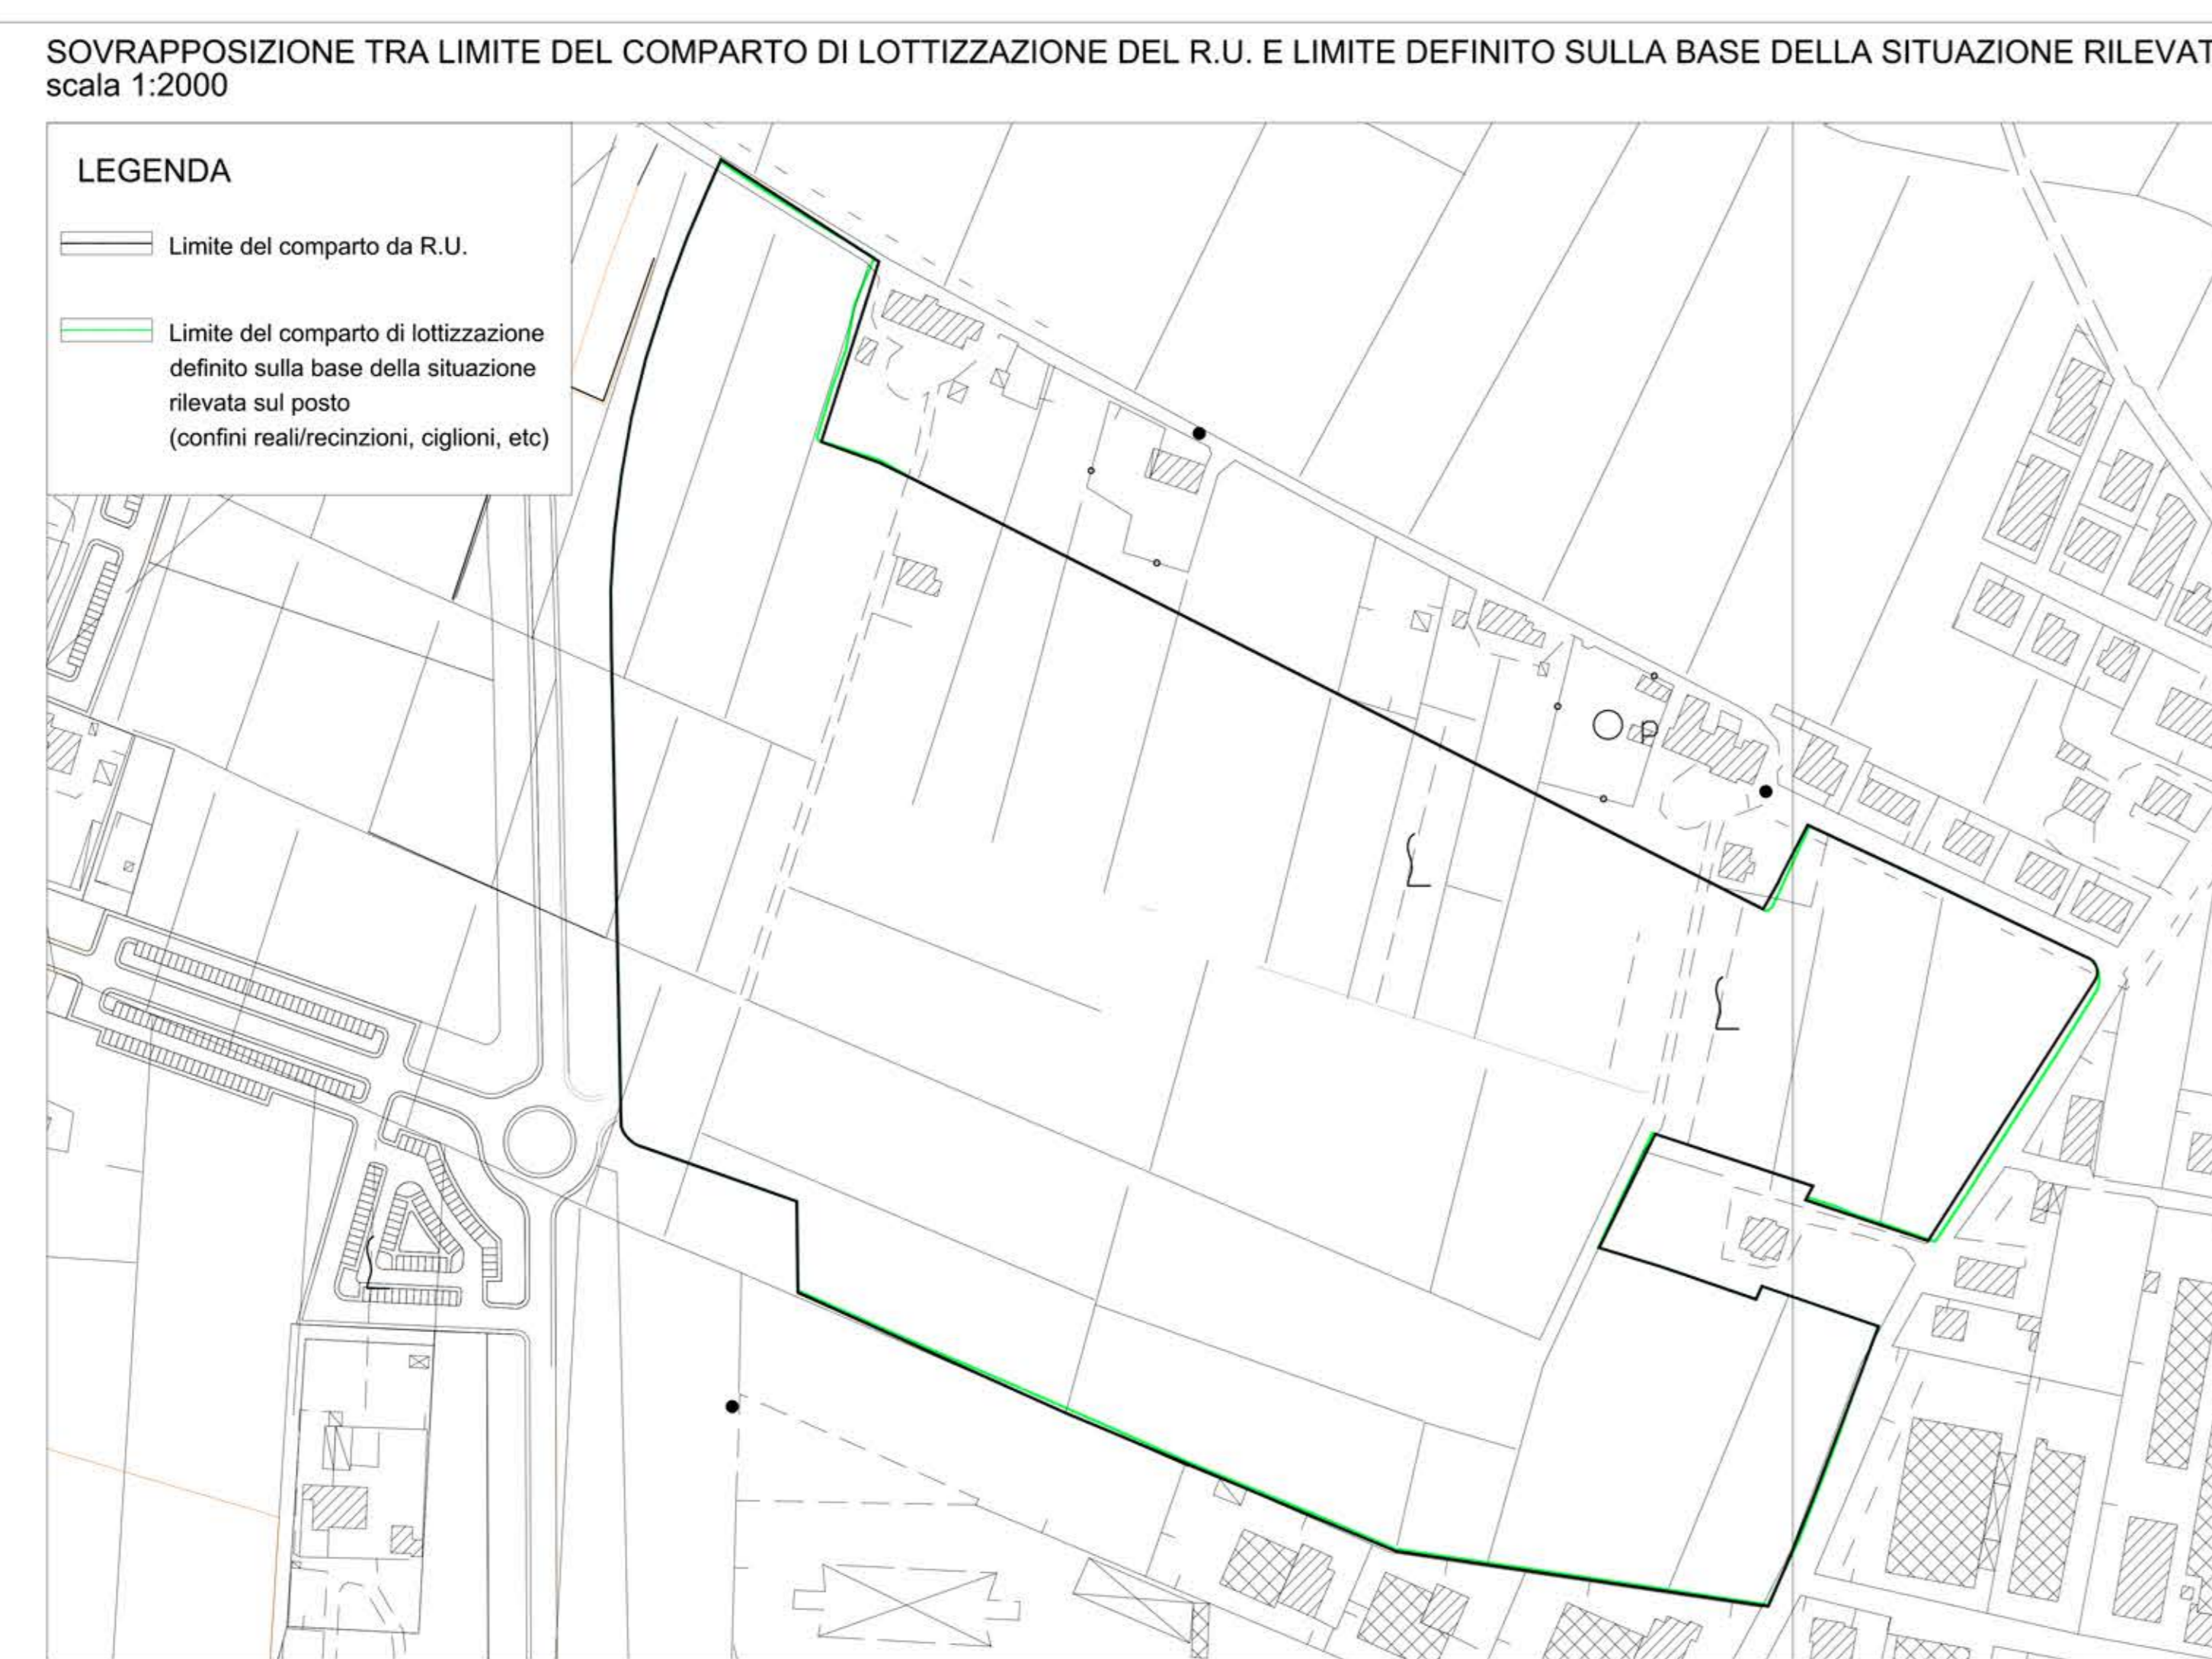 SOVRAPPOSIZIONE TRA LIMITE DEL COMPARTO DI LOTTIZZAZIONE DEL R.U. E LIMITE DEFINITO SULLA BASE DELLA SITUAZIONE RILEVAT
scala 1:2000
LEGENDA
Limite del comparto da R.U.
Limite del comparto di lottizzazione
definito sulla base della situazione
rilevata sul posto
(confini reali/recinzioni, ciglioni, etc)
P